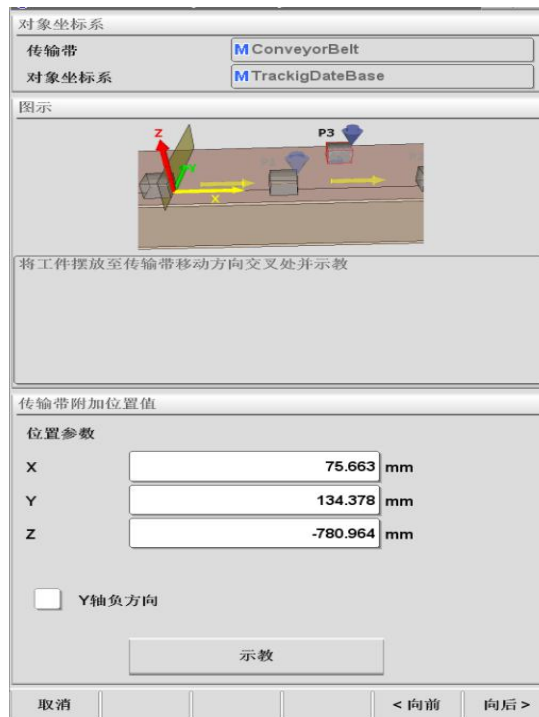 对象坐标系
传输带 M ConveyorBelt
对象坐标系 M TrackigDateBase
图示
Z
Y
X
P3
将工件摆放至传输带移动方向交叉处并示教
传输带附加位置值
位置参数
X 75.663 mm
Y 134.378 mm
Z -780.964 mm
Y轴负方向
示教
取消 <向前 向后>